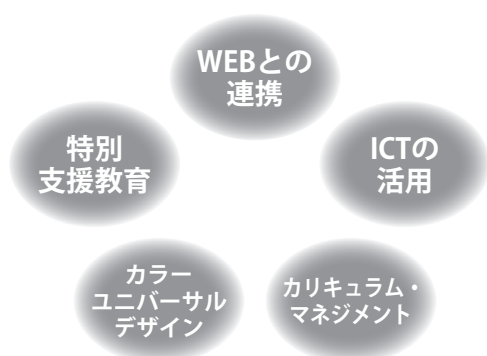 WEBとの
連携
特別
支援教育
ICTの
活用
カラー
ユニバーサル
デザイン
カリキュラム・
マネジメント